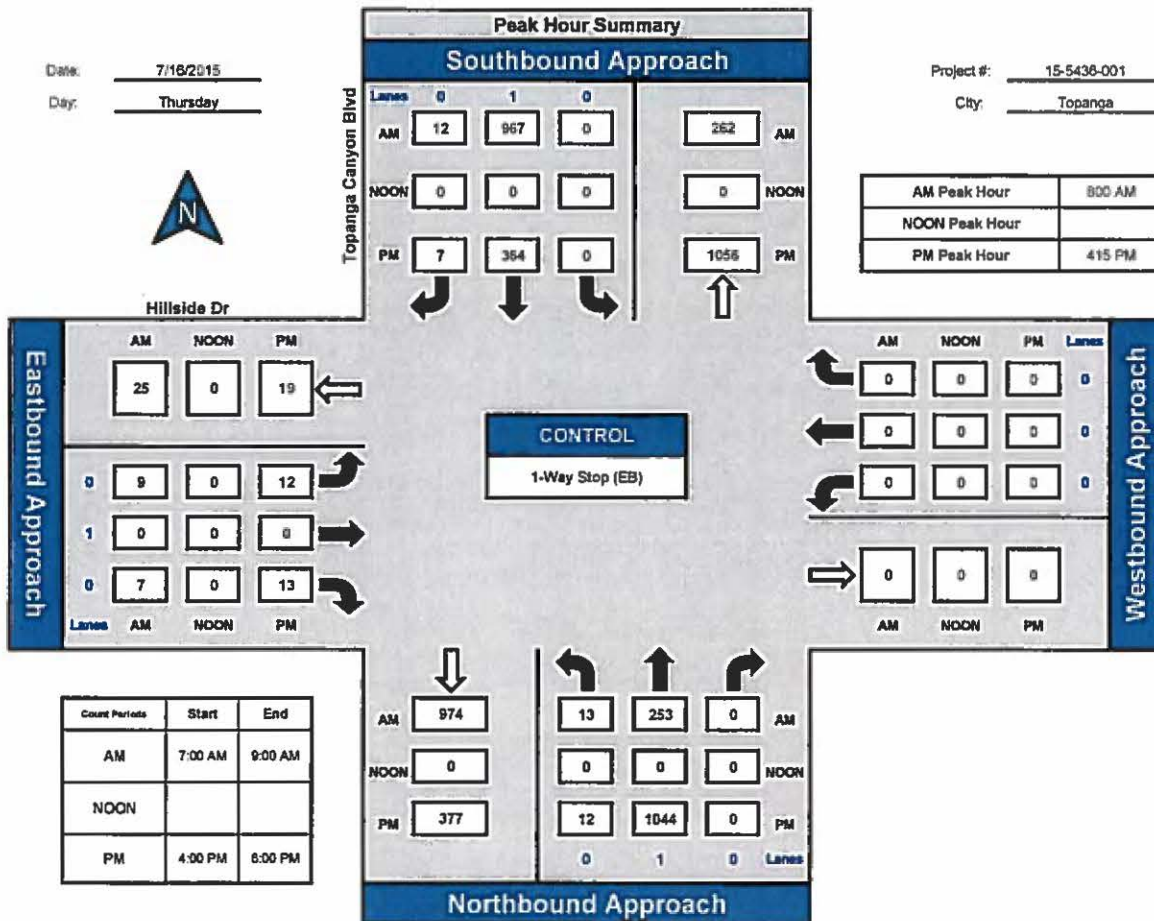 Peak Hour Summary
Southbound Approach
Date: 7/16/2015
Day: Thursday
Project #: 15-5436-001
City: Topanga
Topanga Canyon Blvd
Lanes 0 1 0
AM 12 967 0 262 AM
NOON 0 0 0 0 NOON
PM 7 364 0 1056 PM
N
AM Peak Hour 800 AM
NOON Peak Hour
PM Peak Hour 415 PM
Hillside Dr
Eastbound Approach
AM NOON PM
25 0 19
0 9 0 12
1 0 0 0
0 7 0 13
Lanes AM NOON PM
CONTROL
1-Way Stop (EB)
AM NOON PM Lanes
0 0 0 0
0 0 0 0
0 0 0 0
0 0 0
AM NOON PM
Westbound Approach
Count Periods Start End
AM 7:00 AM 9:00 AM
NOON
PM 4:00 PM 6:00 PM
AM 974 13 253 0 AM
NOON 0 0 0 0 NOON
PM 377 12 1044 0 PM
0 1 0 Lanes
Northbound Approach